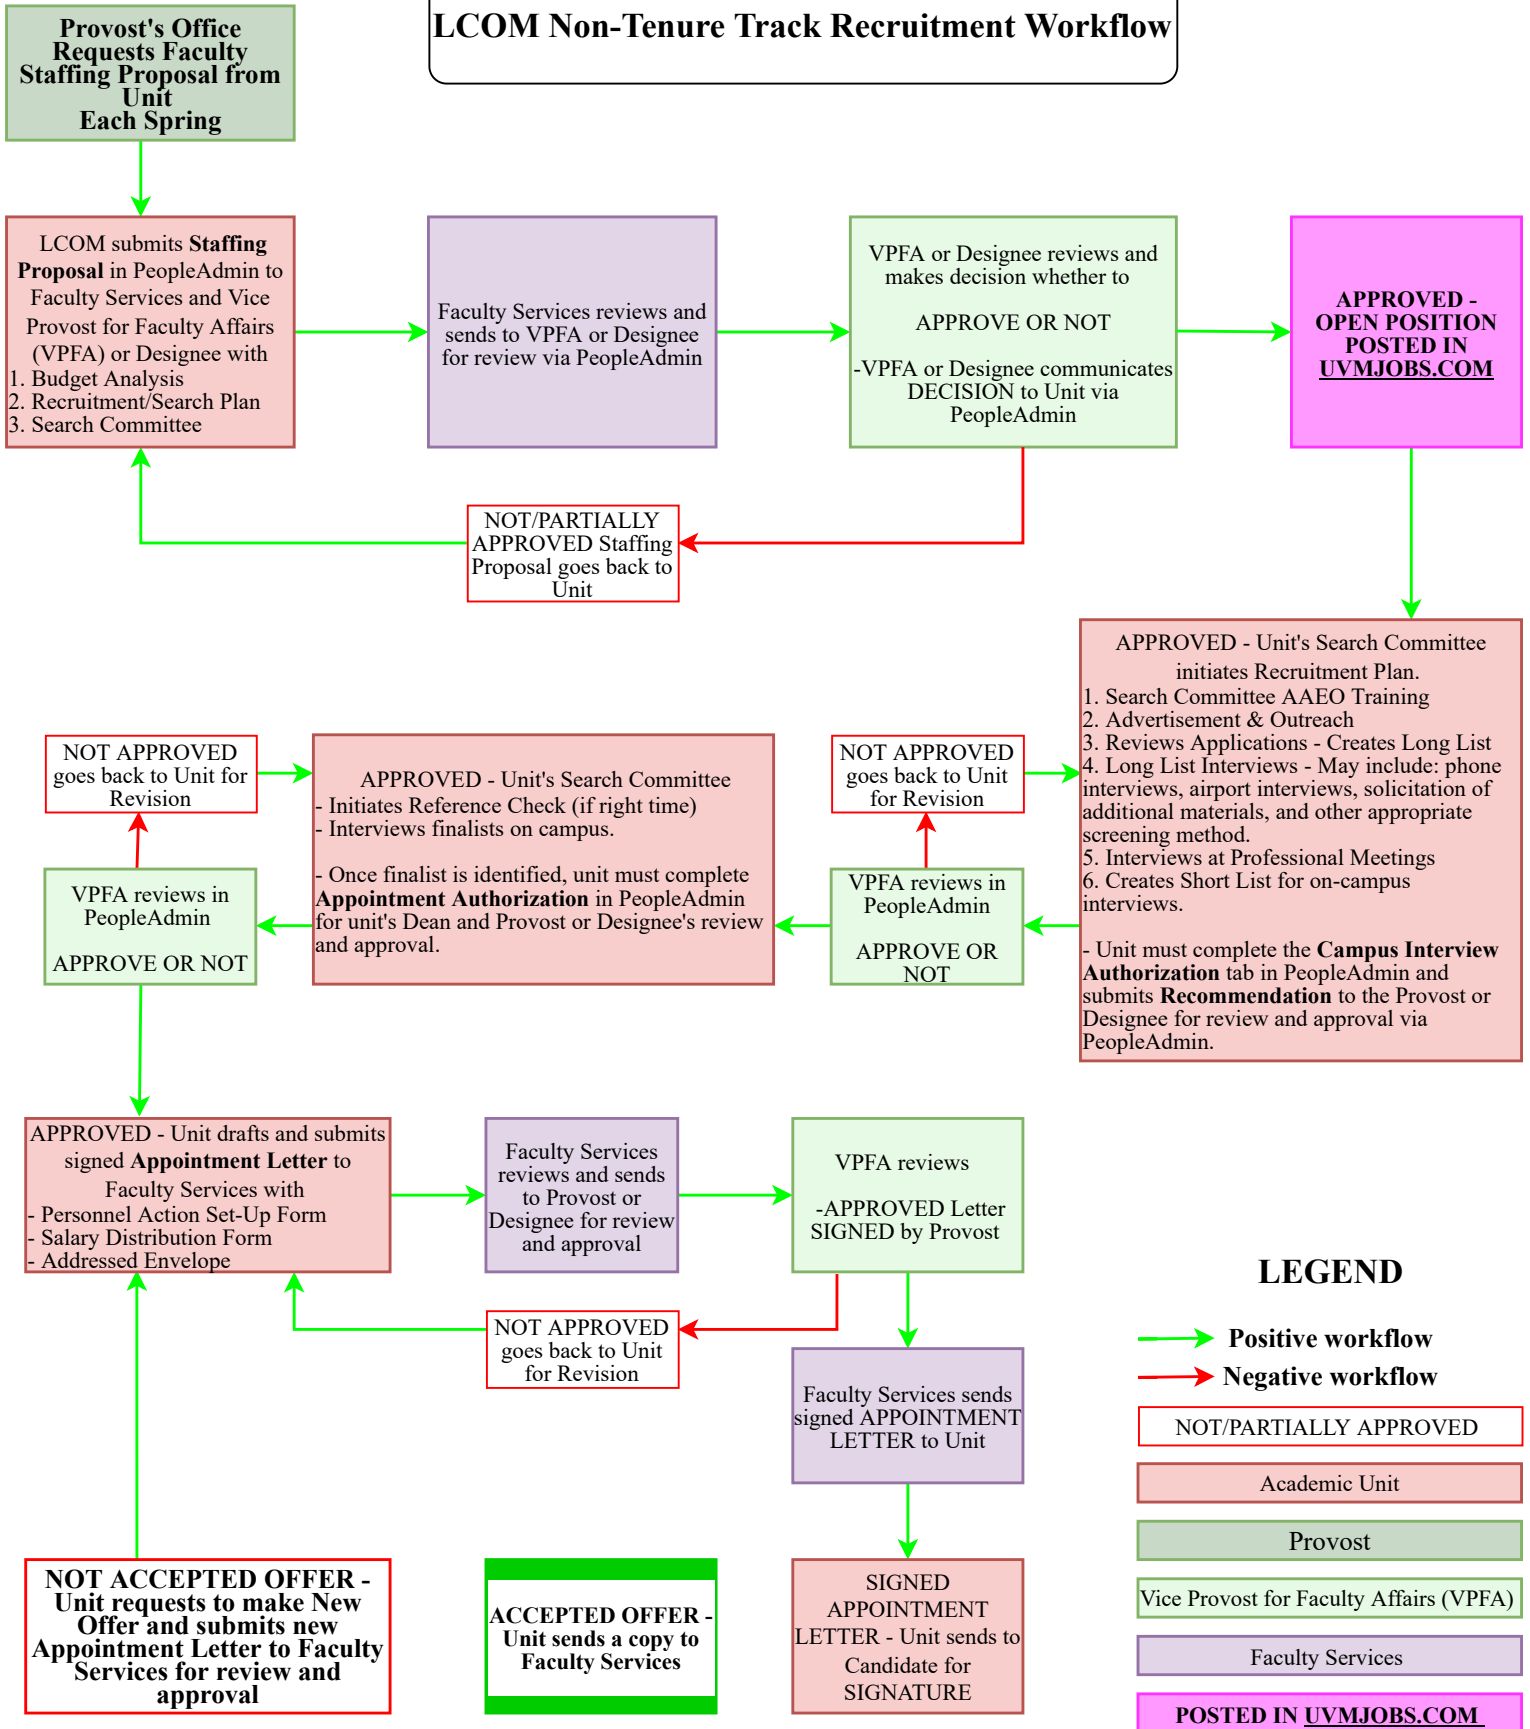 LCOM Non-Tenure Track Recruitment Workflow
Provost's Office
Requests Faculty
Staffing Proposal from
Unit
Each Spring
LCOM submits Staffing
Proposal in PeopleAdmin to
Faculty Services and Vice
Provost for Faculty Affairs
(VPFA) or Designee with
1. Budget Analysis
2. Recruitment/Search Plan
3. Search Committee
Faculty Services reviews and
sends to VPFA or Designee
for review via PeopleAdmin
VPFA or Designee reviews and
makes decision whether to
APPROVE OR NOT
-VPFA or Designee communicates
DECISION to Unit via
PeopleAdmin
APPROVED -
OPEN POSITION
POSTED IN
UVMJOBS.COM
NOT/PARTIALLY
APPROVED Staffing
Proposal goes back to
Unit
APPROVED - Unit's Search Committee
initiates Recruitment Plan.
1. Search Committee AAEO Training
2. Advertisement & Outreach
3. Reviews Applications - Creates Long List
4. Long List Interviews - May include: phone
interviews, airport interviews, solicitation of
additional materials, and other appropriate
screening method.
5. Interviews at Professional Meetings
6. Creates Short List for on-campus
interviews.
- Unit must complete the Campus Interview
Authorization tab in PeopleAdmin and
submits Recommendation to the Provost or
Designee for review and approval via
PeopleAdmin.
NOT APPROVED
goes back to Unit
for Revision
VPFA reviews in
PeopleAdmin
APPROVE OR
NOT
APPROVED - Unit's Search Committee
- Initiates Reference Check (if right time)
- Interviews finalists on campus.
- Once finalist is identified, unit must complete
Appointment Authorization in PeopleAdmin
for unit's Dean and Provost or Designee's review
and approval.
NOT APPROVED
goes back to Unit for
Revision
VPFA reviews in
PeopleAdmin
APPROVE OR NOT
APPROVED - Unit drafts and submits
signed Appointment Letter to
Faculty Services with
- Personnel Action Set-Up Form
- Salary Distribution Form
- Addressed Envelope
Faculty Services
reviews and sends
to Provost or
Designee for review
and approval
VPFA reviews
-APPROVED Letter
SIGNED by Provost
NOT APPROVED
goes back to Unit
for Revision
Faculty Services sends
signed APPOINTMENT
LETTER to Unit
SIGNED
APPOINTMENT
LETTER - Unit sends to
Candidate for
SIGNATURE
ACCEPTED OFFER -
Unit sends a copy to
Faculty Services
NOT ACCEPTED OFFER -
Unit requests to make New
Offer and submits new
Appointment Letter to Faculty
Services for review and
approval
LEGEND
Positive workflow
Negative workflow
NOT/PARTIALLY APPROVED
Academic Unit
Provost
Vice Provost for Faculty Affairs (VPFA)
Faculty Services
POSTED IN UVMJOBS.COM